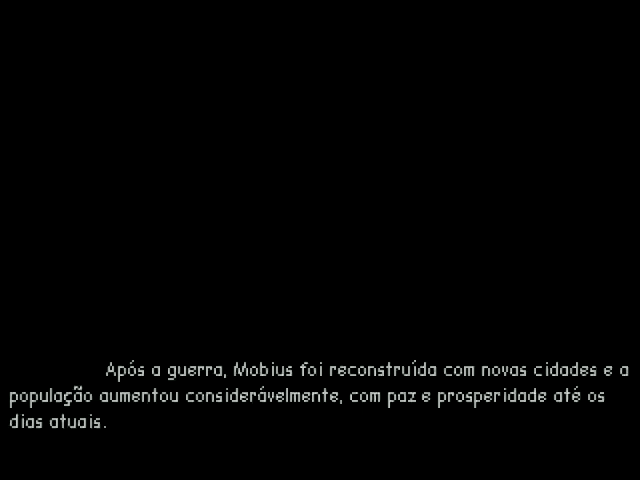 Após a guerra, Mobius foi reconstruída com novas cidades e a
população aumentou considerávelmente, com paz e prosperidade até os
dias atuais.